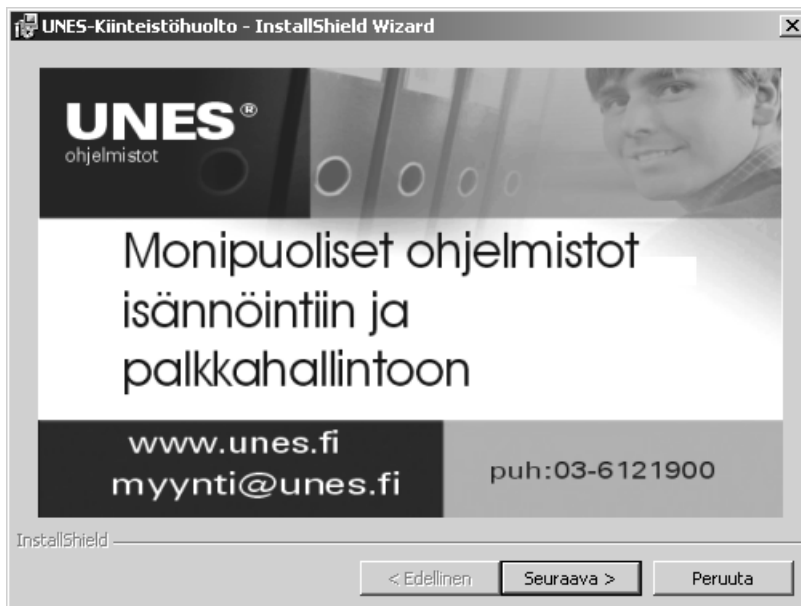 UNES-Kiinteistöhuolto - InstallShield Wizard
UNES®
ohjelmistot
Monipuoliset ohjelmistot
isännöintiin ja
palkkahallintoon
www.unes.fi
myynti@unes.fi
puh:03-6121900
InstallShield
< Edellinen
Seuraava >
Peruuta